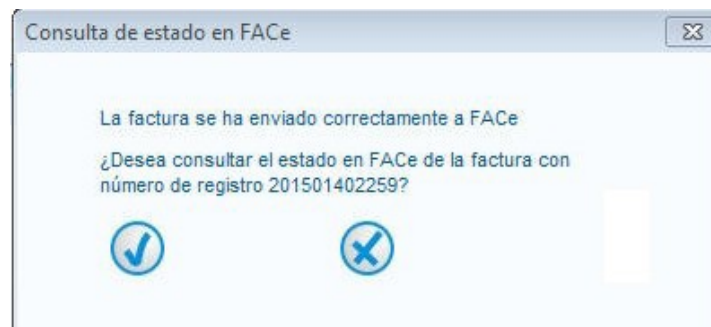 Consulta de estado en FACe
La factura se ha enviado correctamente a FACe
¿Desea consultar el estado en FACe de la factura con
número de registro 201501402259?